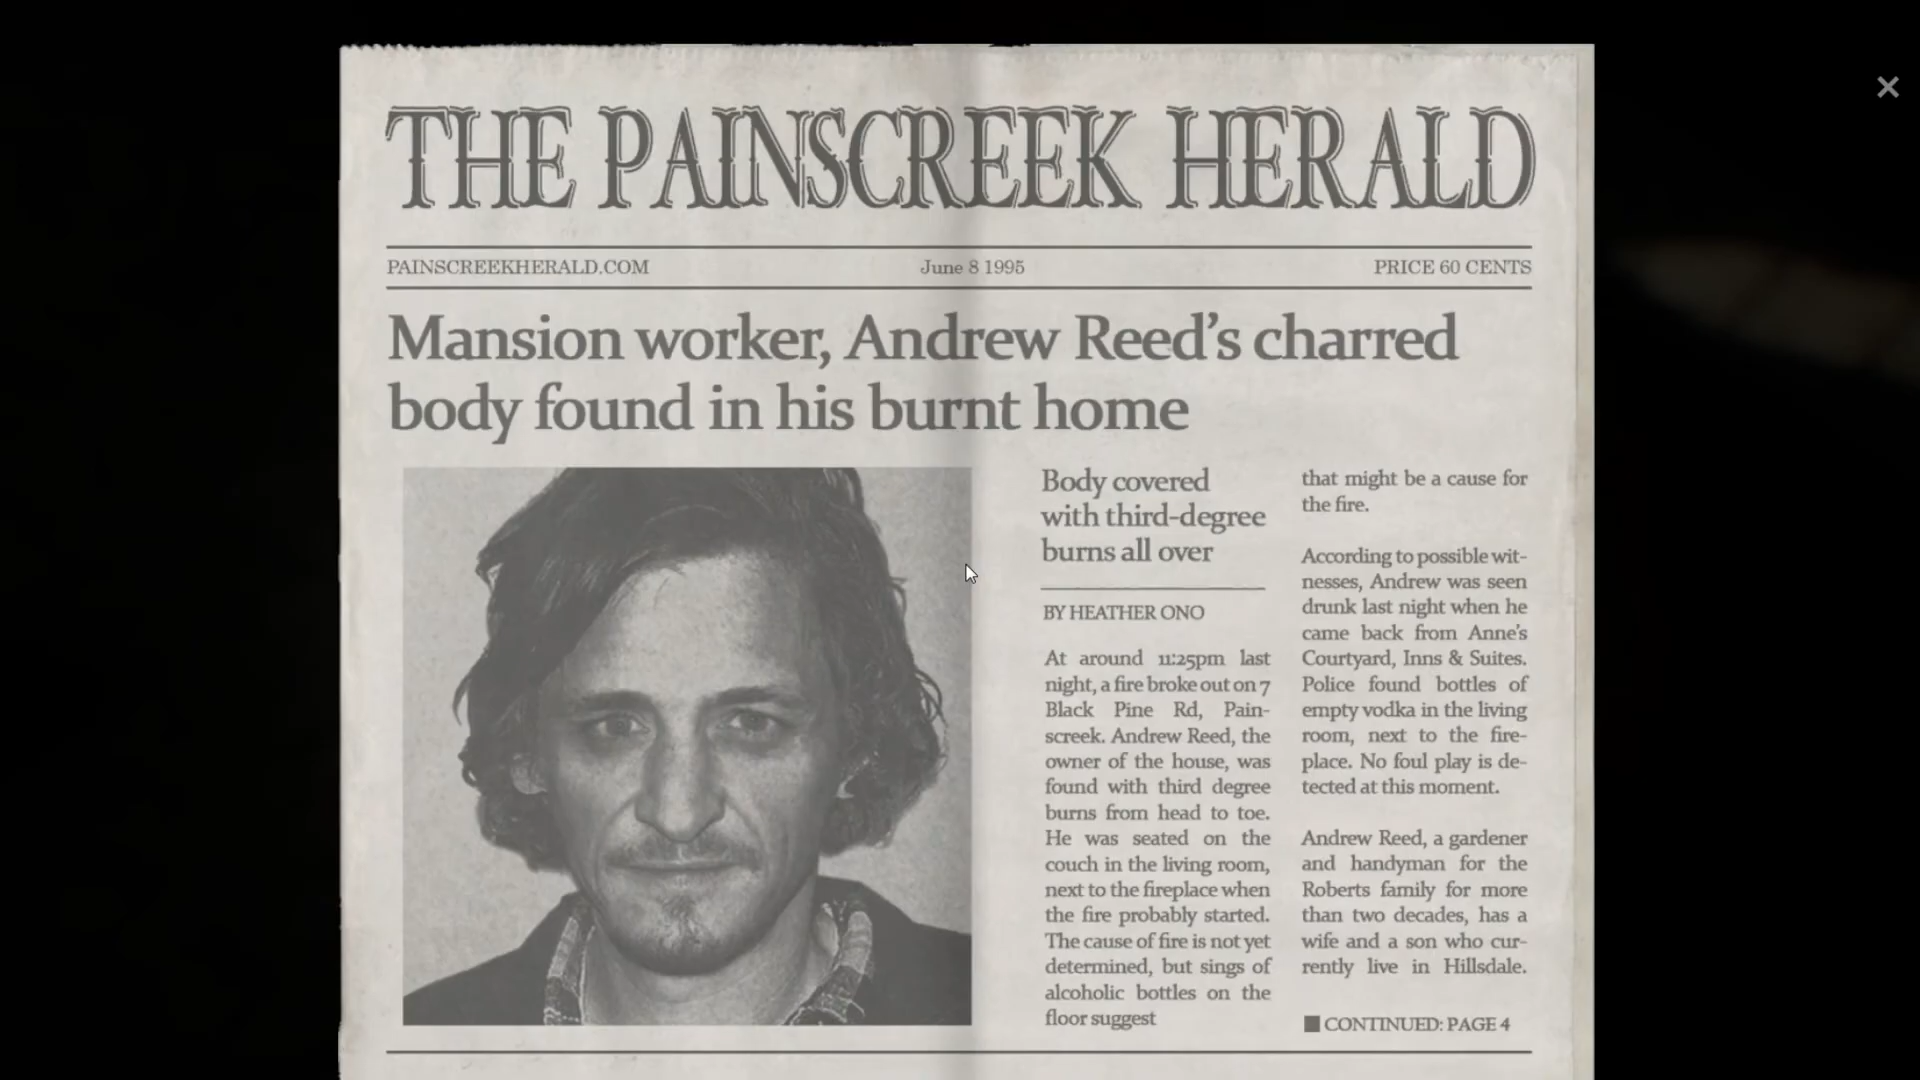 THE PAINSCREEK HERALD
PAINSCREEKHERALD.COM
June 8 1995
PRICE 60 CENTS
Mansion worker, Andrew Reed's charred
body found in his burnt home
Body covered
with third-degree
burns all over
BY HEATHER ONO
At around 11:25pm last
night, a fire broke out on 7
Black Pine Rd, Pain-
screek. Andrew Reed, the
owner of the house, was
found with third degree
burns from head to toe.
He was seated on the
couch in the living room,
next to the fireplace when
the fire probably started.
The cause of fire is not yet
determined, but sings of
alcoholic bottles on the
floor suggest
that might be a cause for
the fire.
According to possible wit-
nesses, Andrew was seen
drunk last night when he
came back from Anne's
Courtyard, Inns & Suites.
Police found bottles of
empty vodka in the living
room, next to the fire-
place. No foul play is de-
tected at this moment.
Andrew Reed, a gardener
and handyman for the
Roberts family for more
than two decades, has a
wife and a son who cur-
rently live in Hillsdale.
■ CONTINUED: PAGE 4